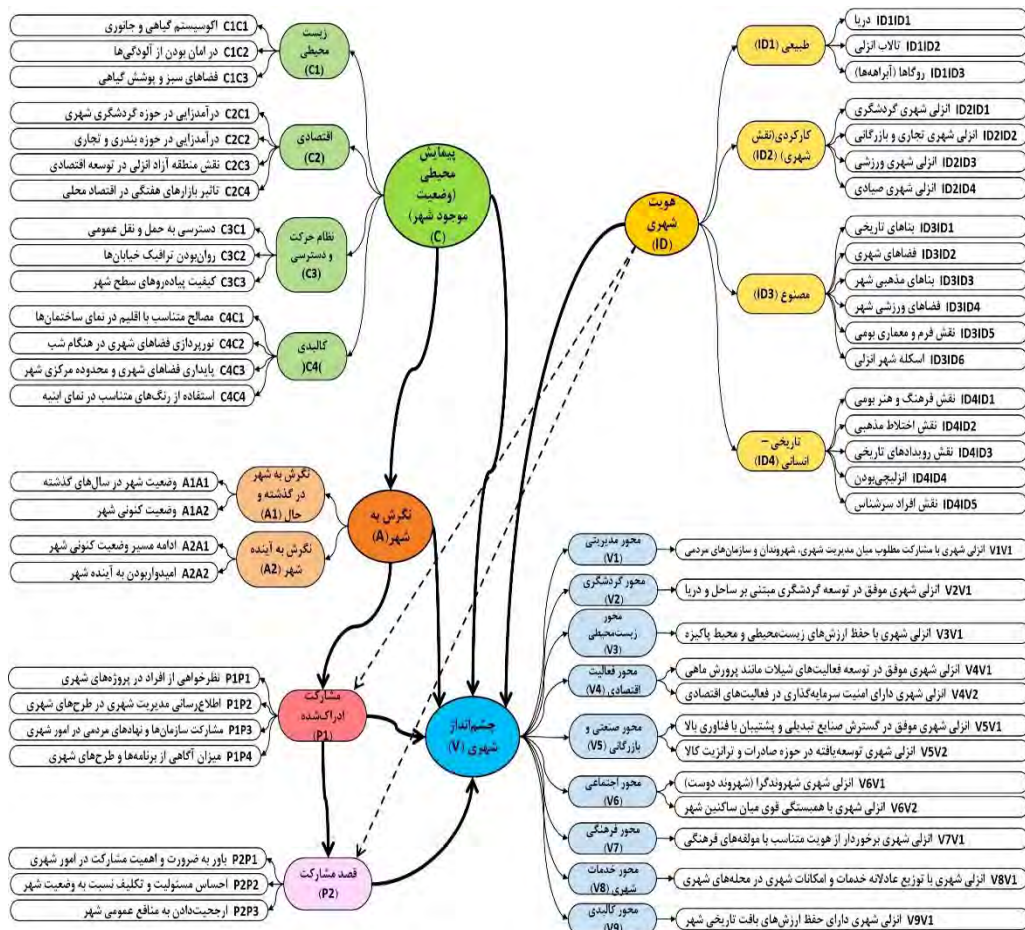 طبیعی (ID1)
ID1ID1 دریا
ID1ID2 تالاب انزلی
ID1ID3 روگاها (آبراهه‌ها)
هویت
شهری
(ID)
کارکردی(نقش
شهری) (ID2)
ID2ID1 انزلی شهری گردشگری
ID2ID2 انزلی شهری تجاری و بازرگانی
ID2ID3 انزلی شهری ورزشی
ID2ID4 انزلی شهری صیادی
مصنوع (ID3)
ID3ID1 بناهای تاریخی
ID3ID2 فضاهای شهری
ID3ID3 بناهای مذهبی شهر
ID3ID4 فضاهای ورزشی شهر
ID3ID5 نقش فرم و معماری بومی
ID3ID6 اسکله شهر انزلی
تاریخی –
انسانی (ID4)
ID4ID1 نقش فرهنگ و هنر بومی
ID4ID2 نقش اختلاط مذهبی
ID4ID3 نقش رویدادهای تاریخی
ID4ID4 انزلیچی‌بودن
ID4ID5 نقش افراد سرشناس
پیمایش
محیطی
(وضعیت
موجود شهر)
(C)
زیست
محیطی
(C1)
C1C1 اکوسیستم گیاهی و جانوری
C1C2 در امان بودن از آلودگی‌ها
C1C3 فضاهای سبز و پوشش گیاهی
اقتصادی
(C2)
C2C1 درآمدزایی در حوزه گردشگری شهری
C2C2 درآمدزایی در حوزه بندری و تجاری
C2C3 نقش منطقه آزاد انزلی در توسعه اقتصادی
C2C4 تاثیر بازارهای هفتگی در اقتصاد محلی
نظام حرکت
و دسترسی
(C3)
C3C1 دسترسی به حمل و نقل عمومی
C3C2 روان‌بودن ترافیک خیابان‌ها
C3C3 کیفیت پیاده‌روهای سطح شهر
کالبدی
)C4(
C4C1 مصالح متناسب با اقلیم در نمای ساختمان‌ها
C4C2 نورپردازی فضاهای شهری در هنگام شب
C4C3 پایداری فضاهای شهری و محدوده مرکزی شهر
C4C4 استفاده از رنگ‌های متناسب در نمای ابنیه
نگرش به
شهر(A)
نگرش به شهر
در گذشته و
حال (A1)
A1A1 وضعیت شهر در سال‌های گذشته
A1A2 وضعیت کنونی شهر
نگرش به آینده
شهر (A2)
A2A1 ادامه مسیر وضعیت کنونی شهر
A2A2 امیدواربودن به آینده شهر
مشارکت
ادراک‌شده
(P1)
P1P1 نظرخواهی از افراد در پروژه‌های شهری
P1P2 اطلاع‌رسانی مدیریت شهری در طرح‌های شهری
P1P3 مشارکت سازمان‌ها و نهادهای مردمی در امور شهری
P1P4 میزان آگاهی از برنامه‌ها و طرح‌های شهری
قصد مشارکت
(P2)
P2P1 باور به ضرورت و اهمیت مشارکت در امور شهری
P2P2 احساس مسئولیت و تکلیف نسبت به وضعیت شهر
P2P3 ارجحیت‌دادن به منافع عمومی شهر
چشم‌انداز
شهری (V)
محور مدیریتی
(V1)
V1V1 انزلی شهری با مشارکت مطلوب میان مدیریت شهری، شهروندان و سازمان‌های مردمی
محور گردشگری
(V2)
V2V1 انزلی شهری موفق در توسعه گردشگری مبتنی بر ساحل و دریا
محور
زیست‌محیطی
(V3)
V3V1 انزلی شهری با حفظ ارزش‌های زیست‌محیطی و محیط پاکیزه
محور فعالیت
اقتصادی (V4)
V4V1 انزلی شهری موفق در توسعه فعالیت‌های شیلات مانند پرورش ماهی
V4V2 انزلی شهری دارای امنیت سرمایه‌گذاری در فعالیت‌های اقتصادی
محور صنعتی و
بازرگانی (V5)
V5V1 انزلی شهری موفق در گسترش صنایع تبدیلی و پشتیبان با فناوری بالا
V5V2 انزلی شهری توسعه‌یافته در حوزه صادرات و ترانزیت کالا
محور اجتماعی
(V6)
V6V1 انزلی شهری شهروندگرا (شهروند دوست)
V6V2 انزلی شهری با همبستگی قوی میان ساکنین شهر
محور فرهنگی
(V7)
V7V1 انزلی شهری برخوردار از هویت متناسب با مولفه‌های فرهنگی
محور خدمات
شهری (V8)
V8V1 انزلی شهری با توزیع عادلانه خدمات و امکانات شهری در محله‌های شهری
محور کالبدی
(V9)
V9V1 انزلی شهری دارای حفظ ارزش‌های بافت تاریخی شهر